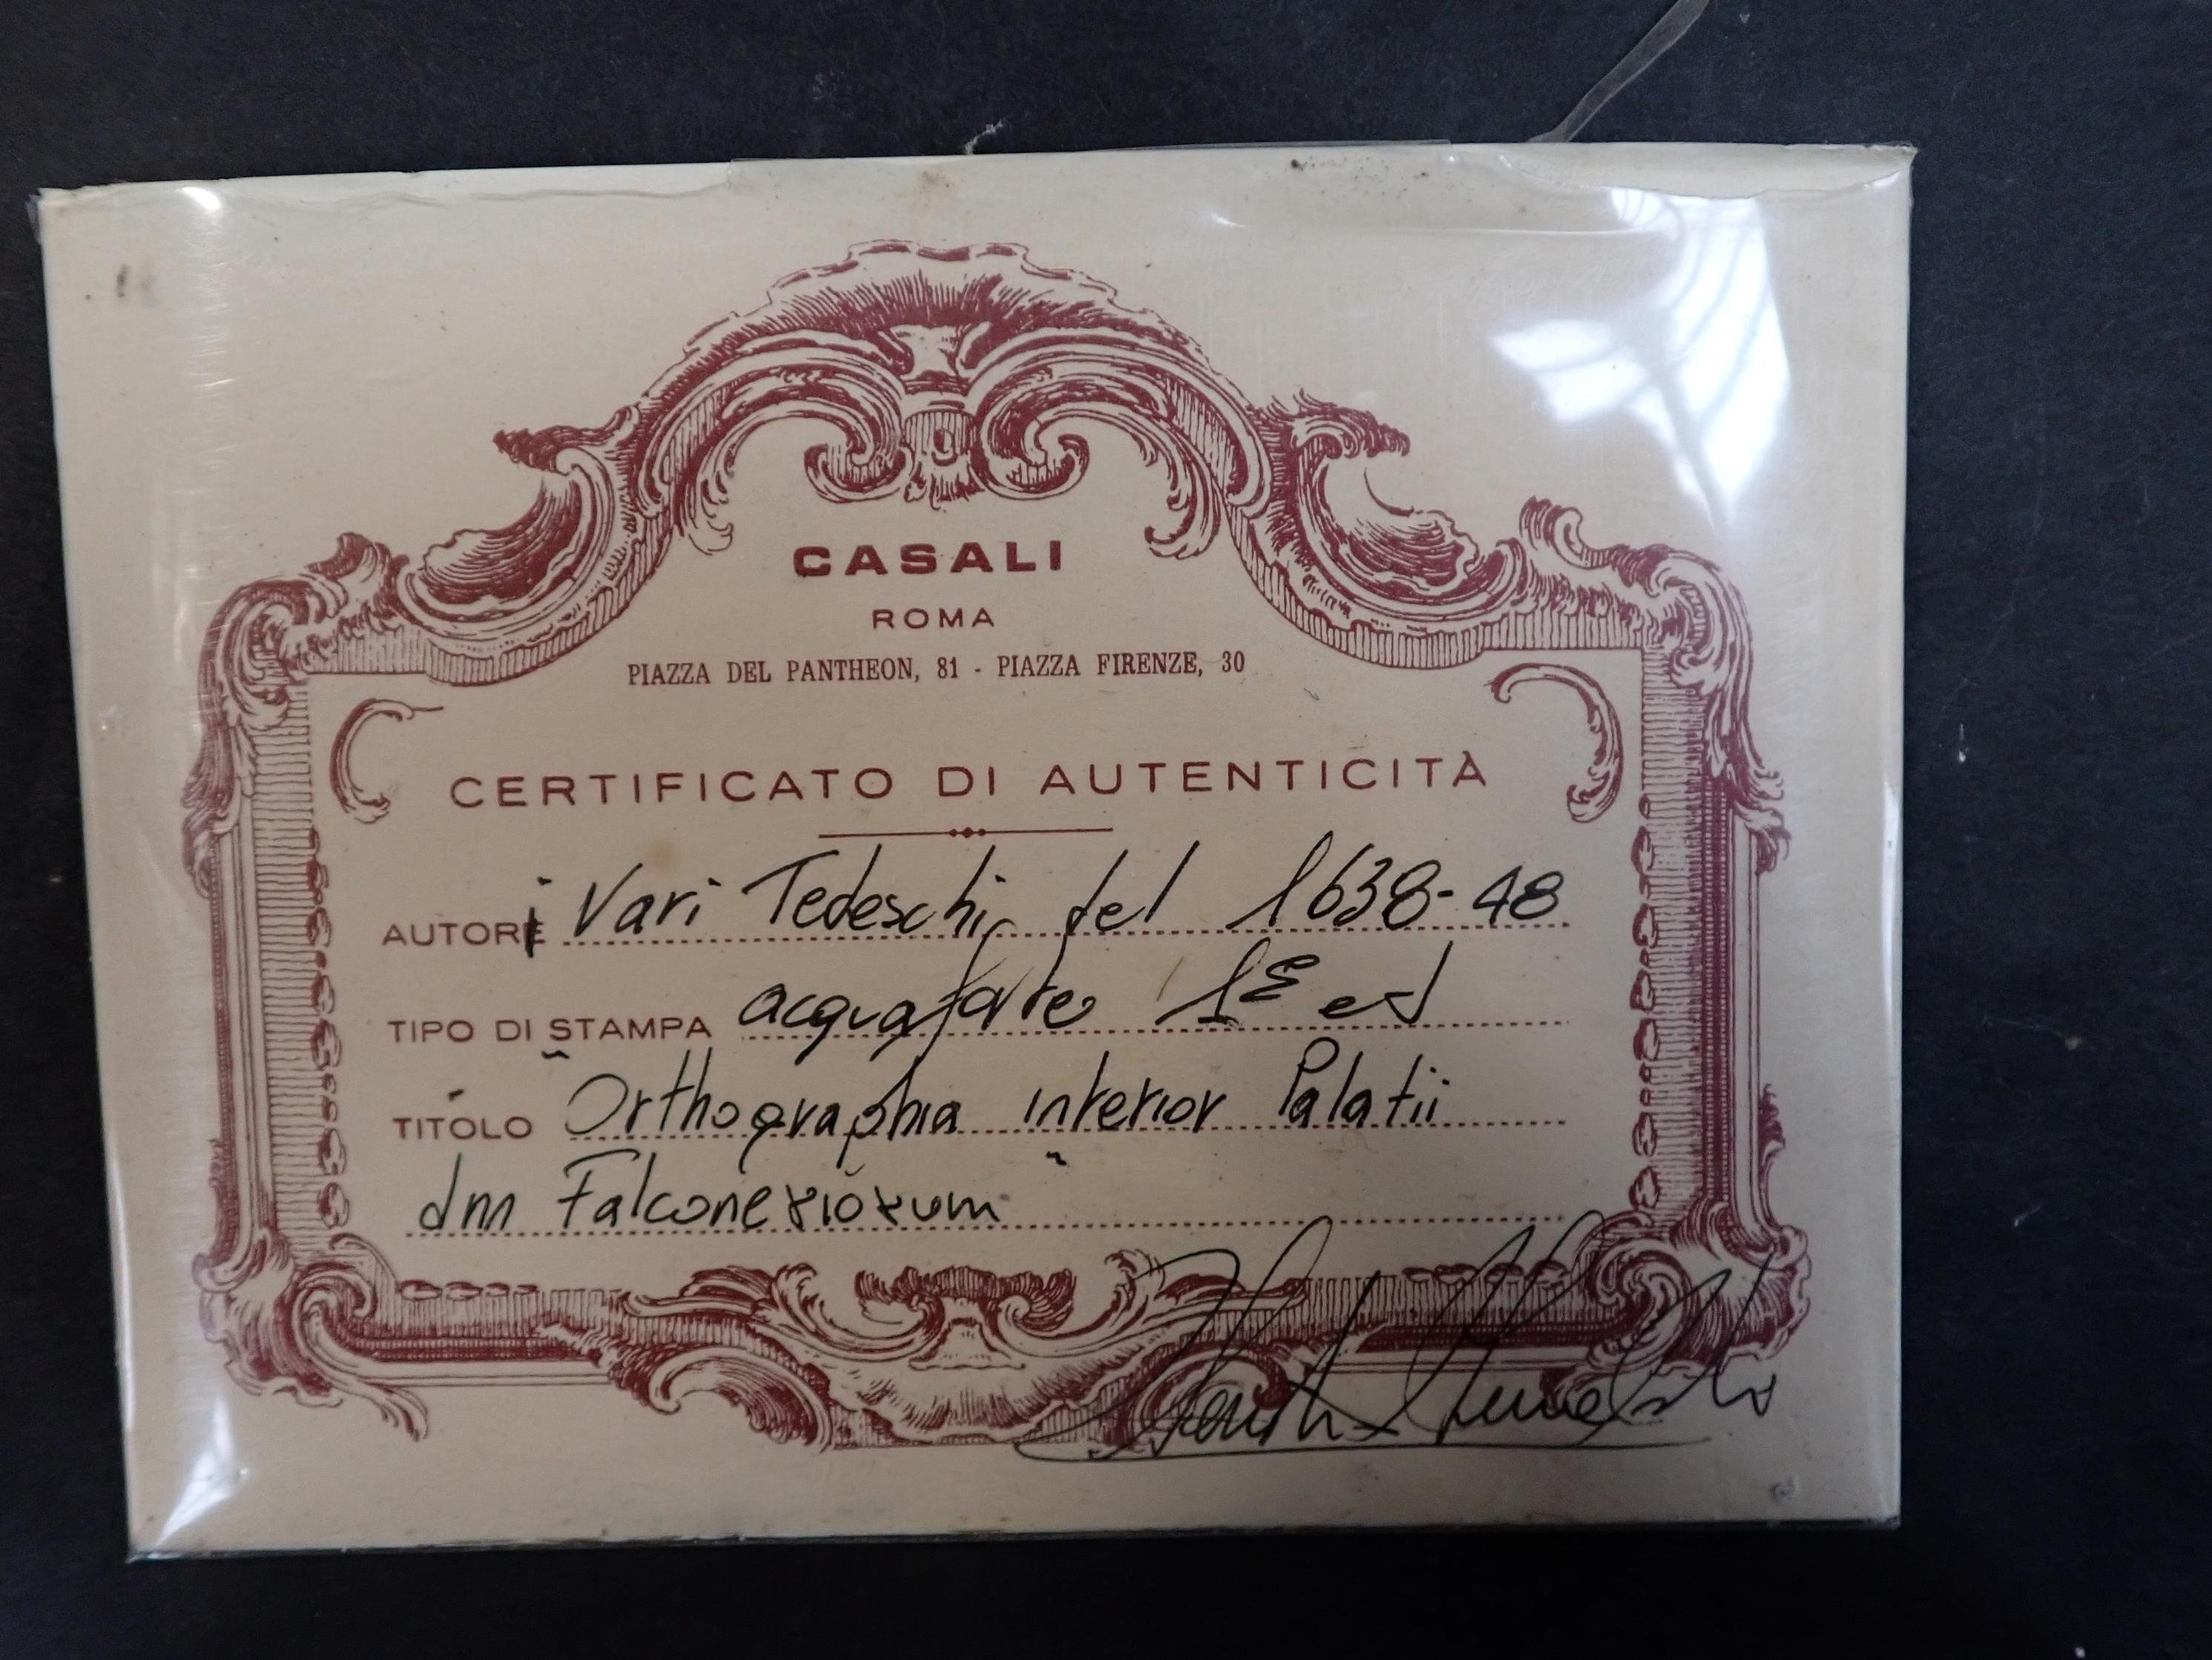 CASALI
ROMA
PIAZZA DEL PANTHEON, 81 - PIAZZA FIRENZE, 30
CERTIFICATO DI AUTENTICITÀ
AUTORI Vari Tedeschi del 1638-48
TIPO DI STAMPA acquaforte 1ª ed
TITOLO "Orthographia interior Palatii
dnn Falconeriorum"